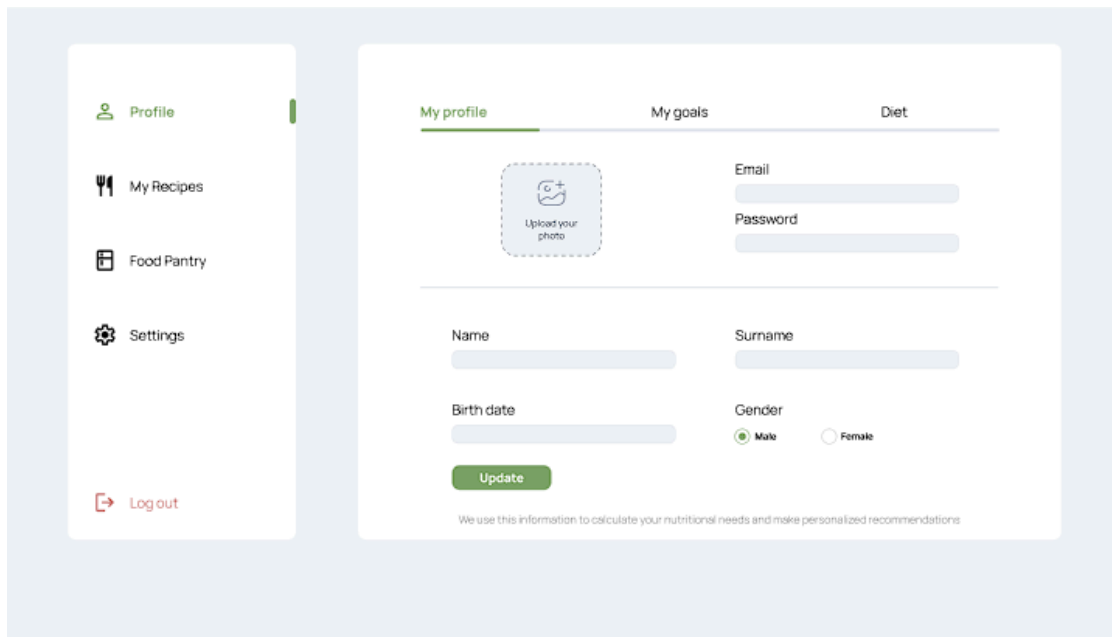 Profile
My Recipes
Food Pantry
Settings
Log out
My profile
My goals
Diet
Upload your
photo
Email
Password
Name
Surname
Birth date
Gender
Male
Female
Update
We use this information to calculate your nutritional needs and make personalized recommendations